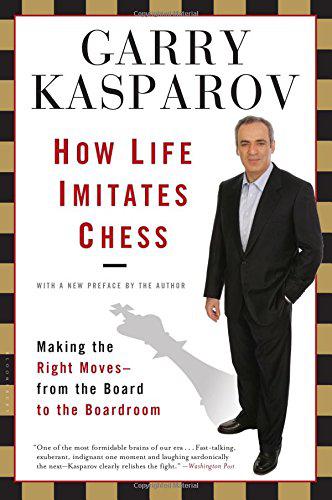 GARRY
KASPAROV
HOW LIFE
IMITATES
CHESS
WITH A NEW PREFACE BY THE AUTHOR
Making the
Right Moves—
from the Board
to the Boardroom
BLOOMSBURY
"One of the most formidable brains of our era . . . Fast-talking,
exuberant, indignant one moment and laughing sardonically
the next—Kasparov clearly relishes the fight." —Washington Post